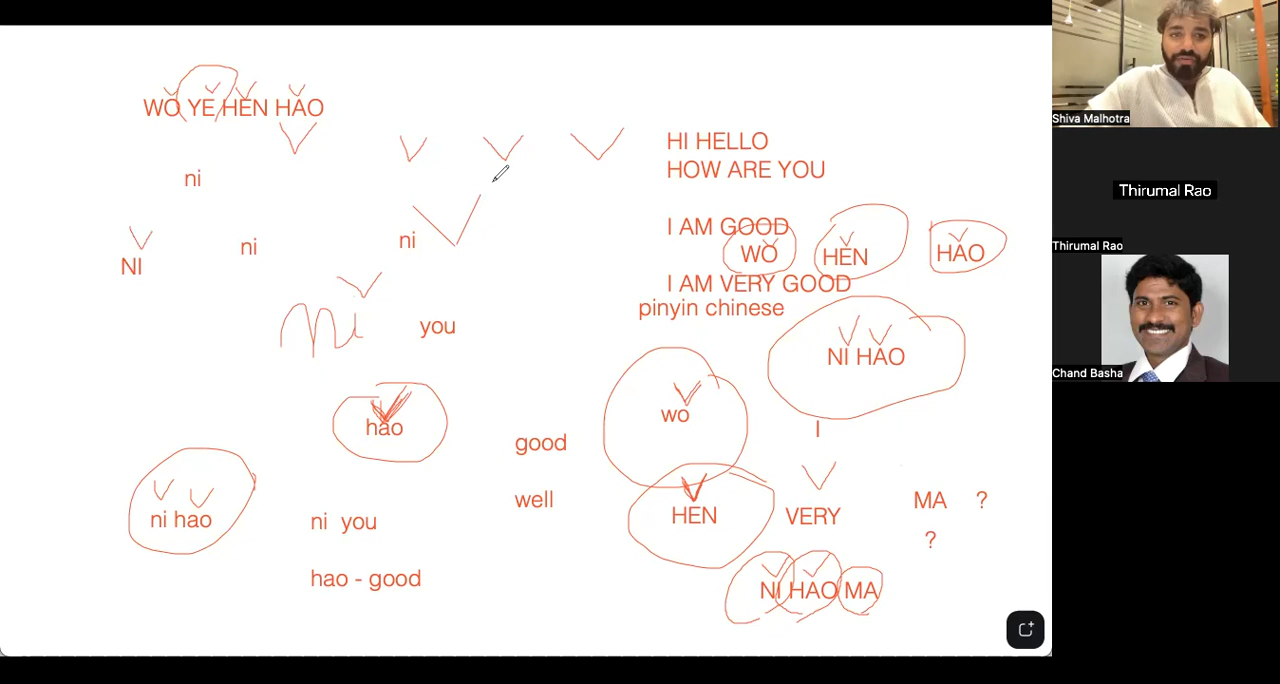 WO YE HEN HAO
HI HELLO
HOW ARE YOU
ni
I AM GOOD
NI
ni
ni
WO HEN HAO
I AM VERY GOOD
pinyin chinese
ni
you
NI HAO
hao
good
wo
I
ni hao
ni you
well
HEN
VERY
MA ?
?
hao - good
NI HAO MA
Shiva Malhotra
Thirumal Rao
Thirumal Rao
Chand Basha